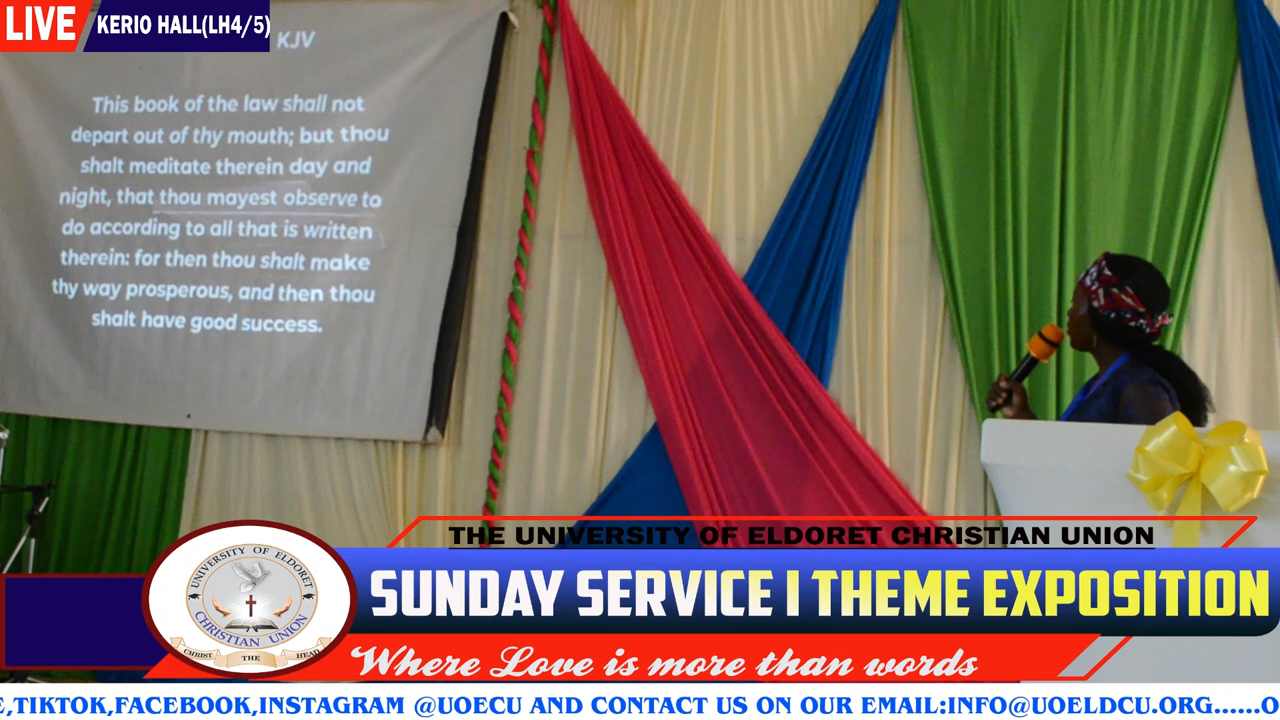 LIVE
KERIO HALL(LH4/5)
KJV
This book of the law shall not
depart out of thy mouth; but thou
shalt meditate therein day and
night, that thou mayest observe to
do according to all that is written
therein: for then thou shalt make
thy way prosperous, and then thou
shalt have good success.
THE UNIVERSITY OF ELDORET CHRISTIAN UNION
SUNDAY SERVICE I THEME EXPOSITION
Where Love is more than words
UNIVERSITY OF ELDORET
CHRISTIAN UNION
CHRIST THE HEAD
,TIKTOK,FACEBOOK,INSTAGRAM @UOECU AND CONTACT US ON OUR EMAIL:INFO@UOELDCU.ORG......O